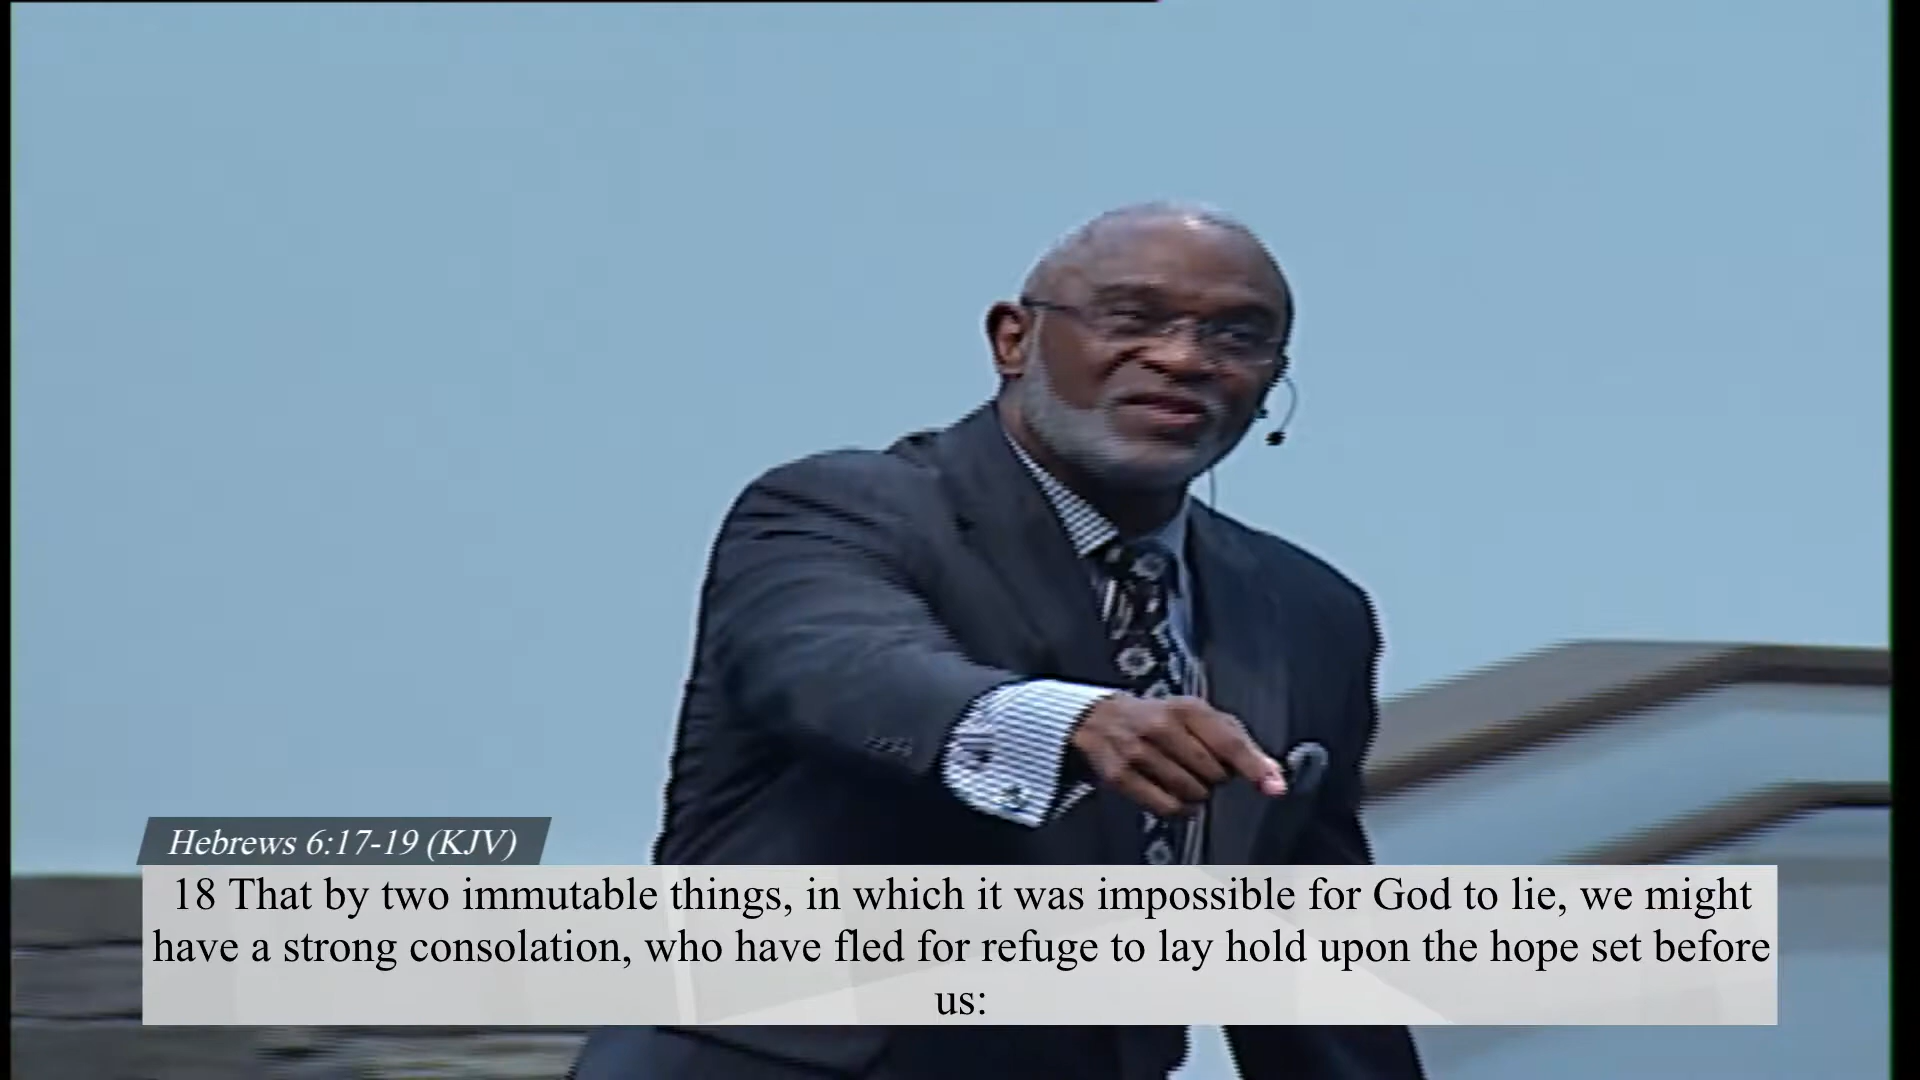 Hebrews 6:17-19 (KJV)
18 That by two immutable things, in which it was impossible for God to lie, we might
have a strong consolation, who have fled for refuge to lay hold upon the hope set before
us: